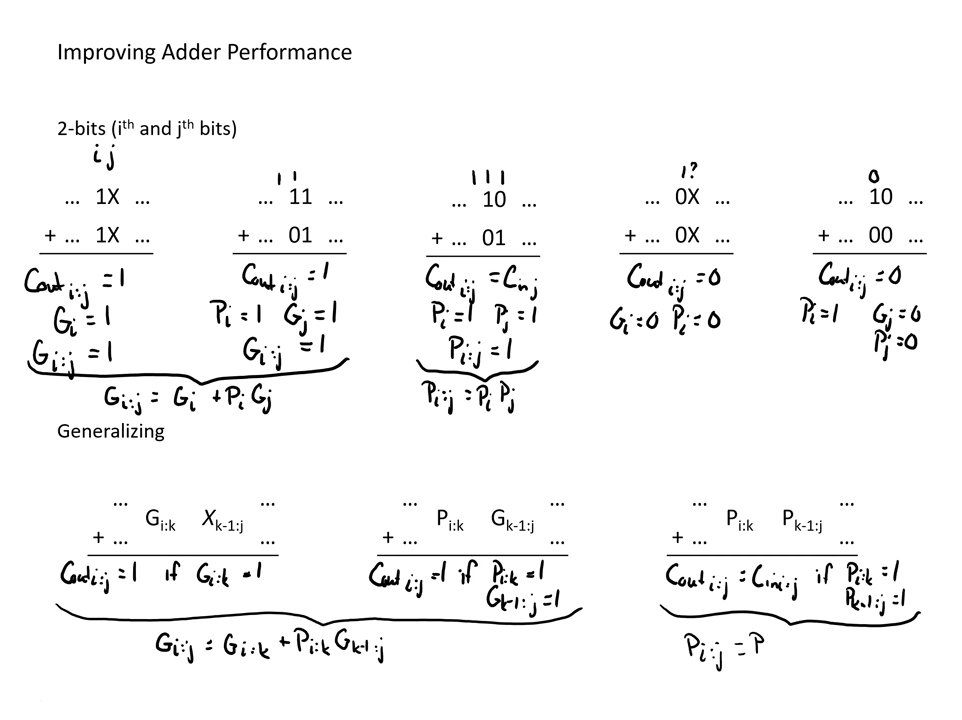 Improving Adder Performance
2-bits (iᵗʰ and jᵗʰ bits)
i j
... 1X ...
+ ... 1X ...
Cout i:j = 1
Gi = 1
Gi:j = 1
1 1
... 11 ...
+ ... 01 ...
Cout i:j = 1
Pi = 1 Gj = 1
Gi:j = 1
Gi:j = Gi + Pi Gj
1 1 1
... 10 ...
+ ... 01 ...
Cout i:j = Cin j
Pi = 1 Pj = 1
Pi:j = 1
Pi:j = Pi Pj
1?
... 0X ...
+ ... 0X ...
Cout i:j = 0
Gi = 0 Pi = 0
0
... 10 ...
+ ... 00 ...
Cout i:j = 0
Pi = 1 Gj = 0
Pj = 0
Generalizing
... ...
Gi:k Xk-1:j
+ ... ...
Cout i:j = 1 if Gi:k = 1
... ...
Pi:k Gk-1:j
+ ... ...
Cout i:j = 1 if Pi:k = 1
Gk-1:j = 1
Gi:j = Gi:k + Pi:k Gk-1:j
... ...
Pi:k Pk-1:j
+ ... ...
Cout i:j = Cin i:j if Pi:k = 1
Pk-1:j = 1
Pi:j = P